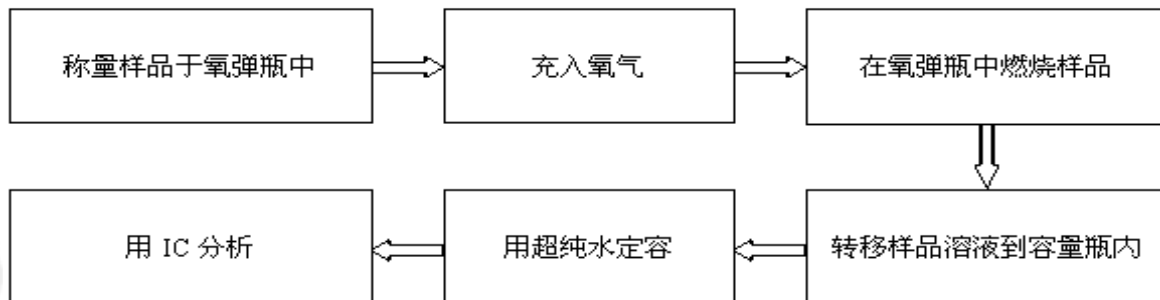 称量样品于氧弹瓶中
充入氧气
在氧弹瓶中燃烧样品
转移样品溶液到容量瓶内
用超纯水定容
用 IC 分析